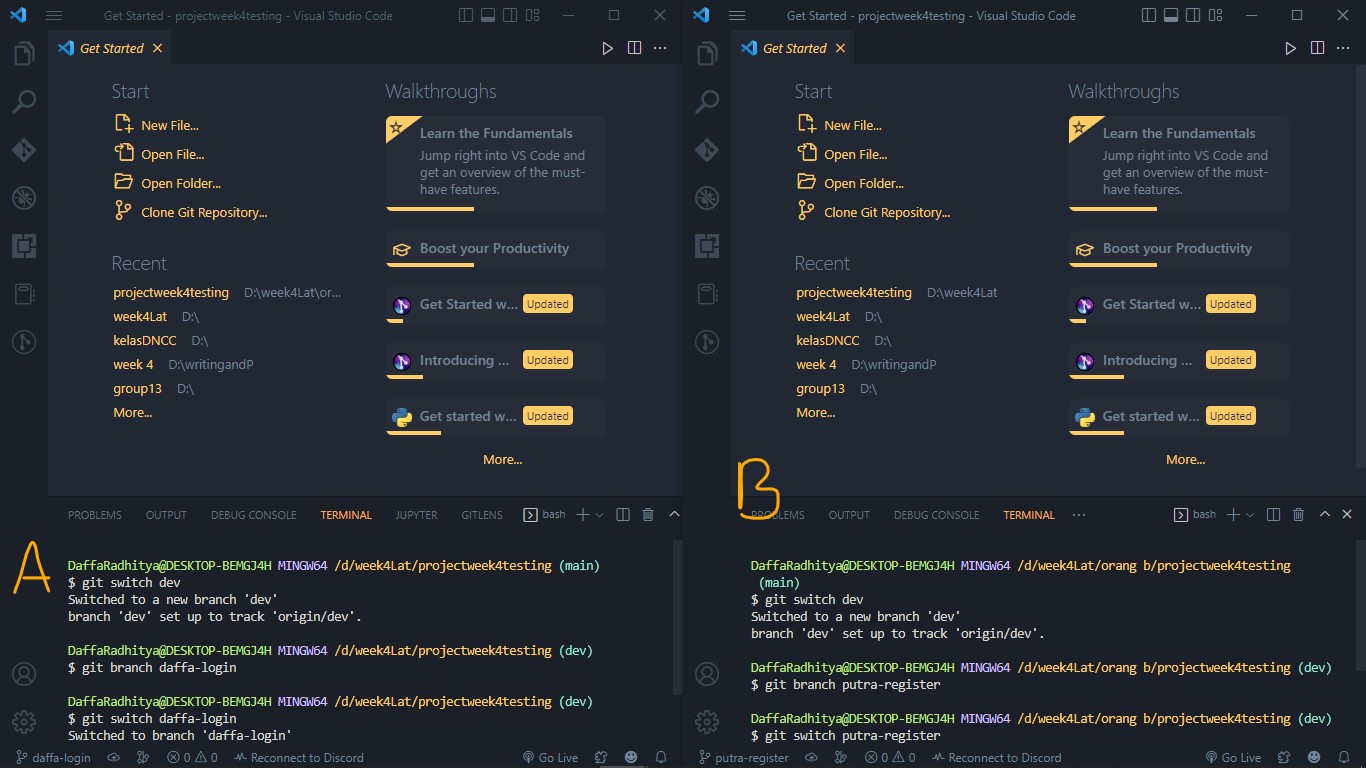 Get Started - projectweek4testing - Visual Studio Code
Get Started
Start
New File...
Open File...
Open Folder...
Clone Git Repository...
Recent
projectweek4testing D:\week4Lat\or...
week4Lat D:\
kelasDNCC D:\
week 4 D:\writingandP
group13 D:\
More...
Walkthroughs
Learn the Fundamentals
Jump right into VS Code and
get an overview of the must-
have features.
Boost your Productivity
Get Started w... Updated
Introducing ... Updated
Get started w... Updated
More...
PROBLEMS OUTPUT DEBUG CONSOLE TERMINAL JUPYTER GITLENS bash
A
DaffaRadhitya@DESKTOP-BEMGJ4H MINGW64 /d/week4Lat/projectweek4testing (main)
$ git switch dev
Switched to a new branch 'dev'
branch 'dev' set up to track 'origin/dev'.
DaffaRadhitya@DESKTOP-BEMGJ4H MINGW64 /d/week4Lat/projectweek4testing (dev)
$ git branch daffa-login
DaffaRadhitya@DESKTOP-BEMGJ4H MINGW64 /d/week4Lat/projectweek4testing (dev)
$ git switch daffa-login
Switched to branch 'daffa-login'
daffa-login 0 0 Reconnect to Discord Go Live
Get Started - projectweek4testing - Visual Studio Code
Get Started
Start
New File...
Open File...
Open Folder...
Clone Git Repository...
Recent
projectweek4testing D:\week4Lat
week4Lat D:\
kelasDNCC D:\
week 4 D:\writingandP
group13 D:\
More...
Walkthroughs
Learn the Fundamentals
Jump right into VS Code and
get an overview of the must-
have features.
Boost your Productivity
Get Started w... Updated
Introducing ... Updated
Get started w... Updated
More...
B
PROBLEMS OUTPUT DEBUG CONSOLE TERMINAL ... bash
DaffaRadhitya@DESKTOP-BEMGJ4H MINGW64 /d/week4Lat/orang b/projectweek4testing
(main)
$ git switch dev
Switched to a new branch 'dev'
branch 'dev' set up to track 'origin/dev'.
DaffaRadhitya@DESKTOP-BEMGJ4H MINGW64 /d/week4Lat/orang b/projectweek4testing (dev)
$ git branch putra-register
DaffaRadhitya@DESKTOP-BEMGJ4H MINGW64 /d/week4Lat/orang b/projectweek4testing (dev)
$ git switch putra-register
putra-register 0 0 Reconnect to Discord Go Live